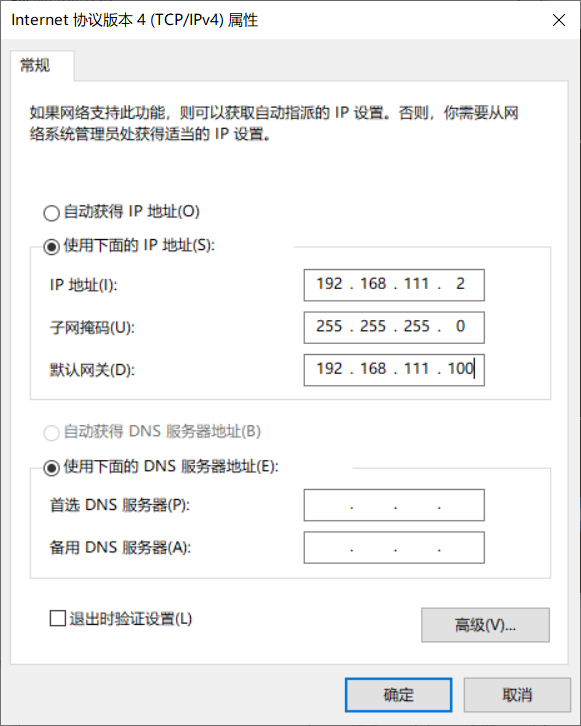 Internet 协议版本 4 (TCP/IPv4) 属性
常规
如果网络支持此功能，则可以获取自动指派的 IP 设置。否则，你需要从网
络系统管理员处获得适当的 IP 设置。
自动获得 IP 地址(O)
使用下面的 IP 地址(S):
IP 地址(I): 192 . 168 . 111 . 2
子网掩码(U): 255 . 255 . 255 . 0
默认网关(D): 192 . 168 . 111 . 100
自动获得 DNS 服务器地址(B)
使用下面的 DNS 服务器地址(E):
首选 DNS 服务器(P): . . .
备用 DNS 服务器(A): . . .
退出时验证设置(L)
高级(V)...
确定 取消